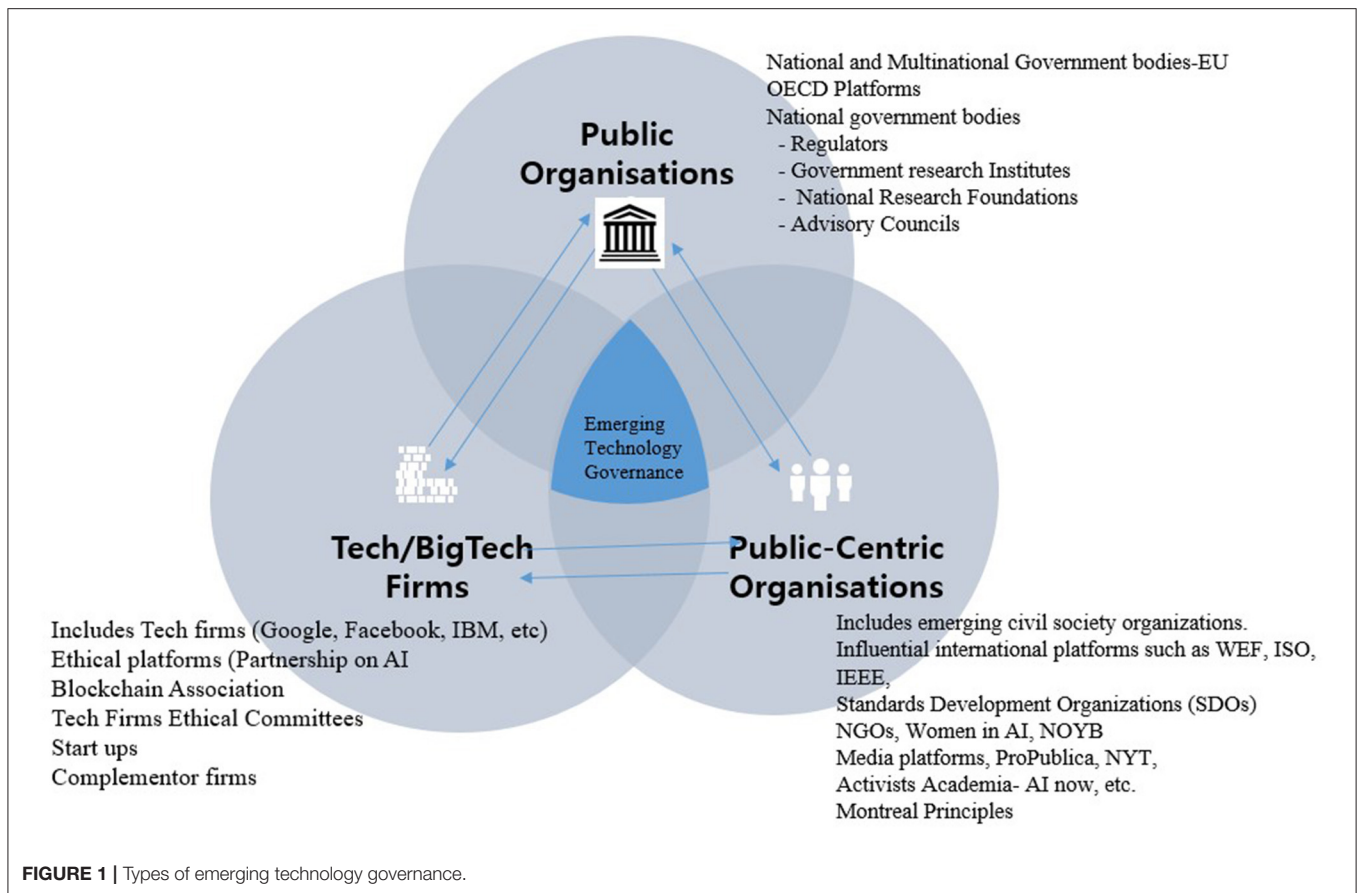 National and Multinational Government bodies-EU
OECD Platforms
National government bodies
- Regulators
- Government research Institutes
- National Research Foundations
- Advisory Councils
Public
Organisations
Emerging
Technology
Governance
Tech/BigTech
Firms
Includes Tech firms (Google, Facebook, IBM, etc)
Ethical platforms (Partnership on AI
Blockchain Association
Tech Firms Ethical Committees
Start ups
Complementor firms
Public-Centric
Organisations
Includes emerging civil society organizations.
Influential international platforms such as WEF, ISO,
IEEE,
Standards Development Organizations (SDOs)
NGOs, Women in AI, NOYB
Media platforms, ProPublica, NYT,
Activists Academia- AI now, etc.
Montreal Principles
FIGURE 1 | Types of emerging technology governance.